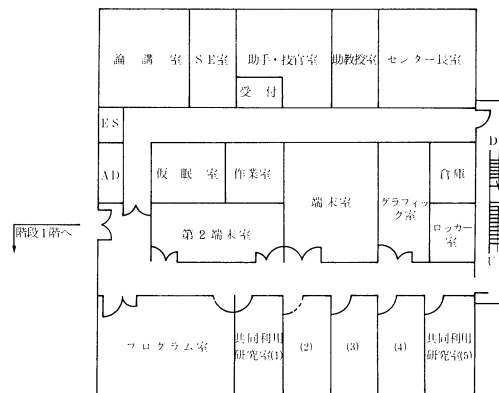 論講室
SE室
助手・技官室
助教授室
センター長室
受付
ES
D
AD
仮眠室
作業室
端末室
グラフィッ
ク室
倉庫
ロッカー
室
第2端末室
U
階段1階へ
プログラム室
共同利用
研究室(1)
(2)
(3)
(4)
共同利用
研究室(5)